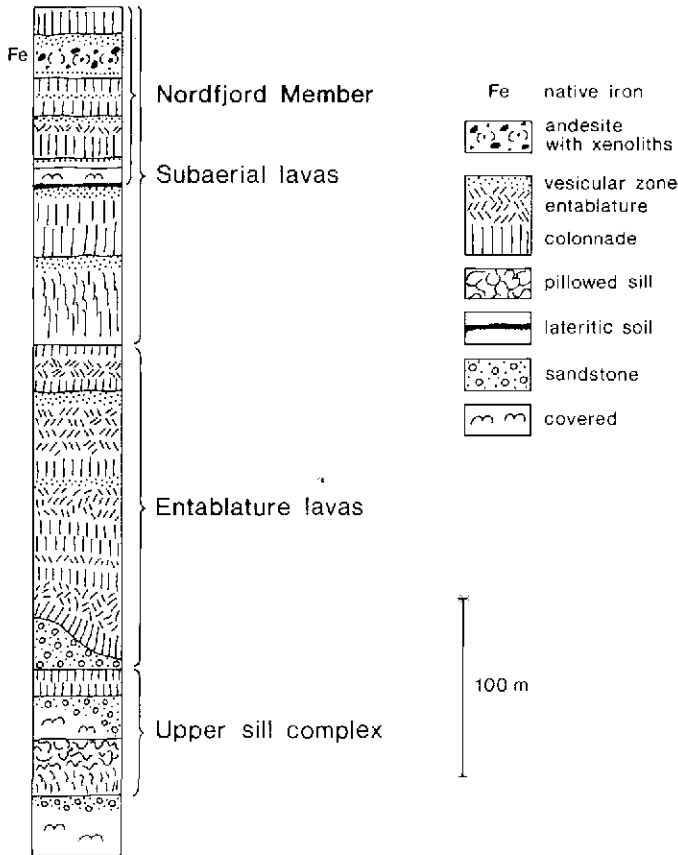 Fe
Nordfjord Member
Subaerial lavas
Entablature lavas
Upper sill complex
Fe native iron
andesite
with xenoliths
vesicular zone
entablature
colonnade
pillowed sill
lateritic soil
sandstone
covered
100 m